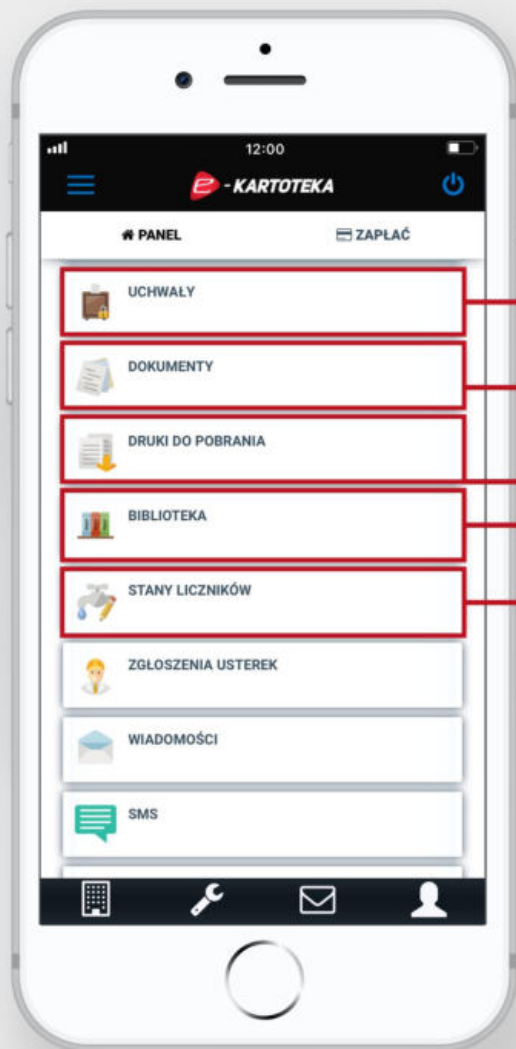 12:00
e - KARTOTEKA
PANEL ZAPŁAĆ
UCHWAŁY
DOKUMENTY
DRUKI DO POBRANIA
BIBLIOTEKA
STANY LICZNIKÓW
ZGŁOSZENIA USTEREK
WIADOMOŚCI
SMS